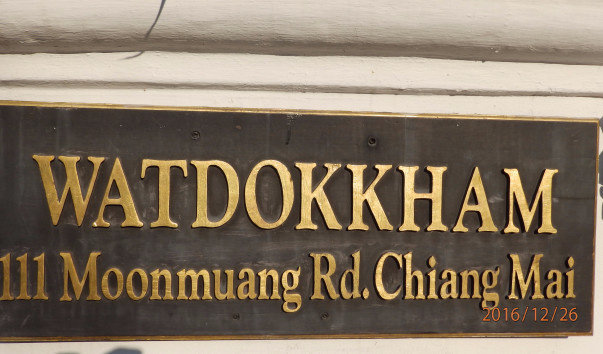 WATDOKKHAM
111 Moonmuang Rd. Chiang Mai
2016/12/26